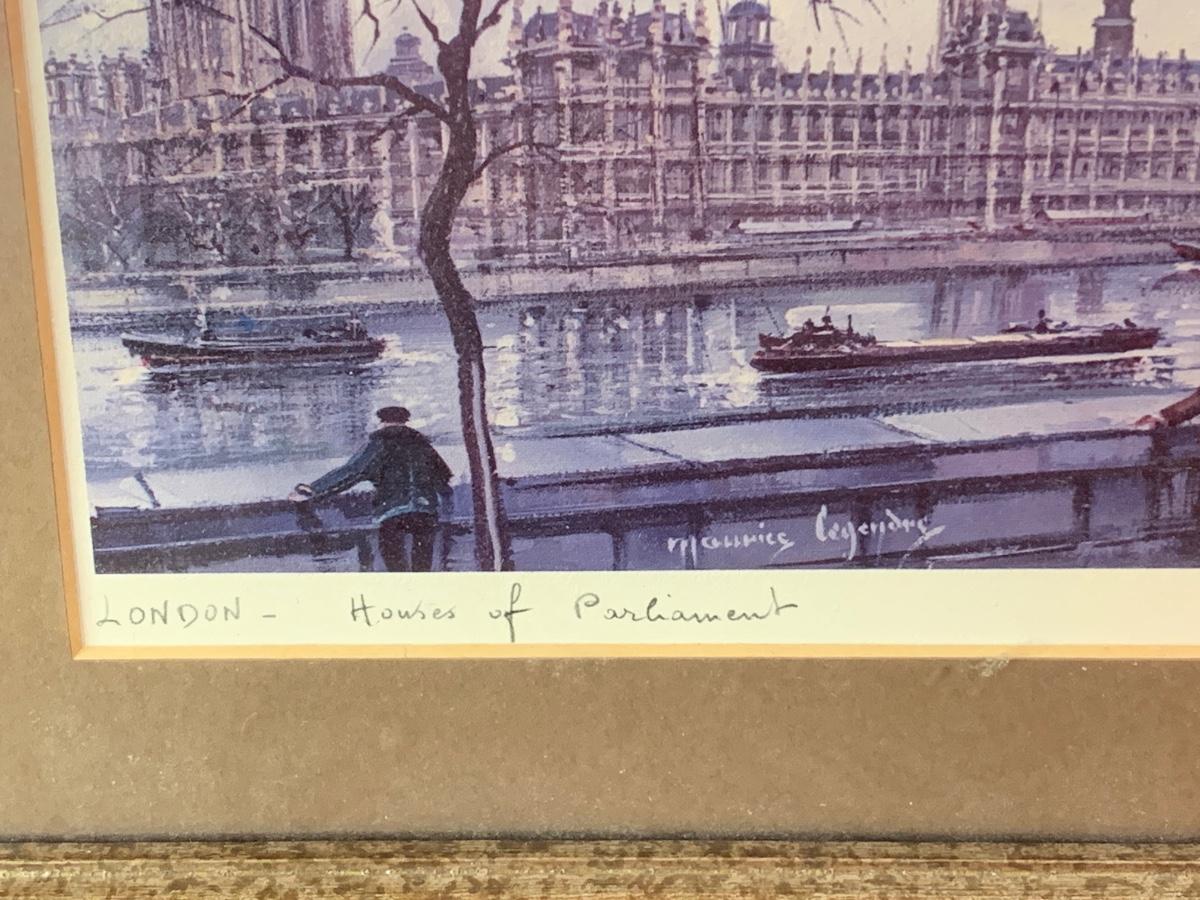 maurice legendre
LONDON - Houses of Parliament